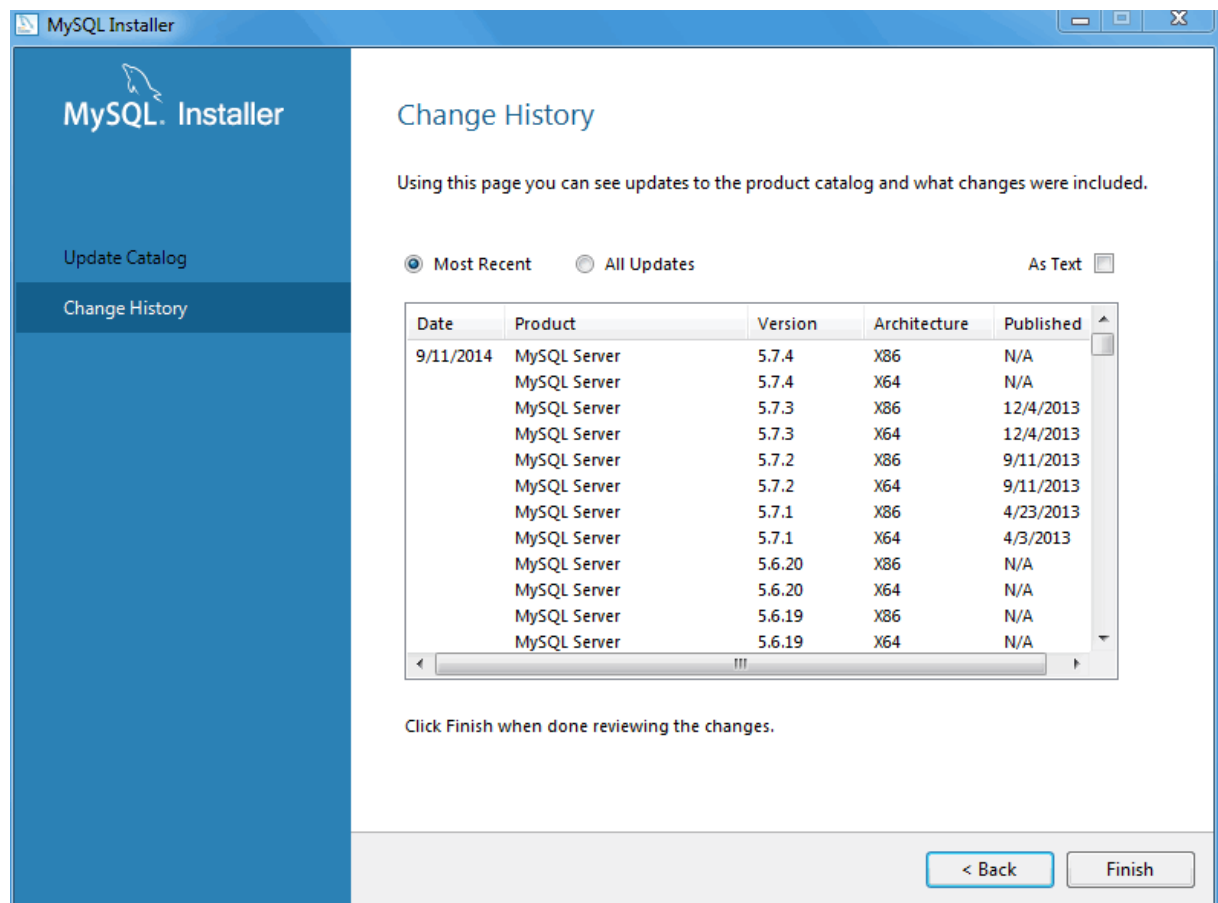 MySQL Installer
MySQL. Installer
Update Catalog
Change History
Change History
Using this page you can see updates to the product catalog and what changes were included.
Most Recent All Updates As Text
Date Product Version Architecture Published
9/11/2014 MySQL Server 5.7.4 X86 N/A
MySQL Server 5.7.4 X64 N/A
MySQL Server 5.7.3 X86 12/4/2013
MySQL Server 5.7.3 X64 12/4/2013
MySQL Server 5.7.2 X86 9/11/2013
MySQL Server 5.7.2 X64 9/11/2013
MySQL Server 5.7.1 X86 4/23/2013
MySQL Server 5.7.1 X64 4/3/2013
MySQL Server 5.6.20 X86 N/A
MySQL Server 5.6.20 X64 N/A
MySQL Server 5.6.19 X86 N/A
MySQL Server 5.6.19 X64 N/A
Click Finish when done reviewing the changes.
< Back Finish